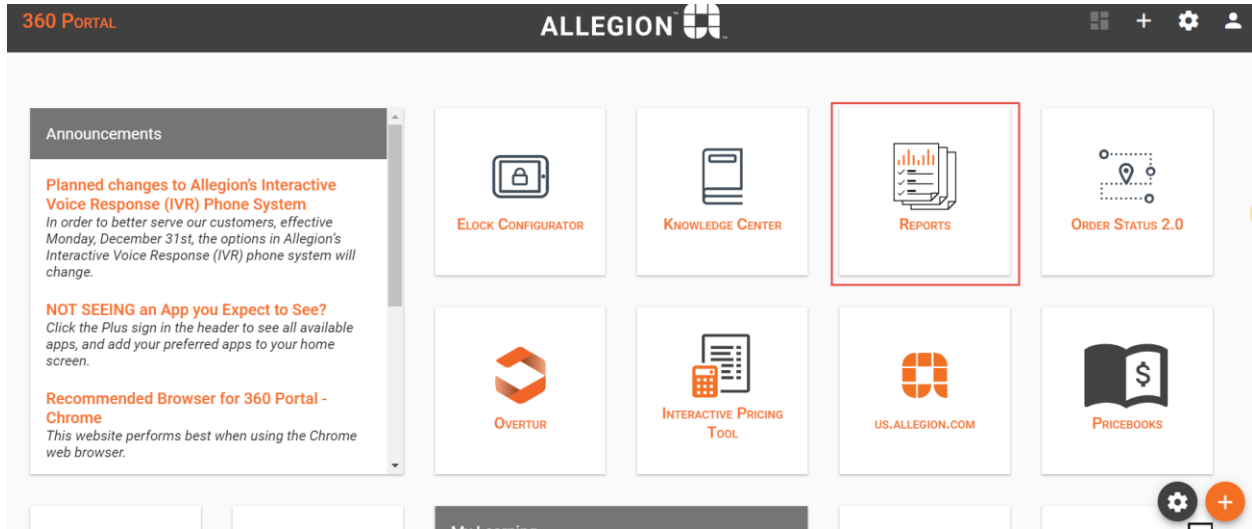 360 PORTAL
ALLEGION™
Announcements
Planned changes to Allegion's Interactive
Voice Response (IVR) Phone System
In order to better serve our customers, effective
Monday, December 31st, the options in Allegion's
Interactive Voice Response (IVR) phone system will
change.
NOT SEEING an App you Expect to See?
Click the Plus sign in the header to see all available
apps, and add your preferred apps to your home
screen.
Recommended Browser for 360 Portal -
Chrome
This website performs best when using the Chrome
web browser.
ELOCK CONFIGURATOR
KNOWLEDGE CENTER
REPORTS
ORDER STATUS 2.0
OVERTUR
INTERACTIVE PRICING
TOOL
US.ALLEGION.COM
$
PRICEBOOKS
My Learning